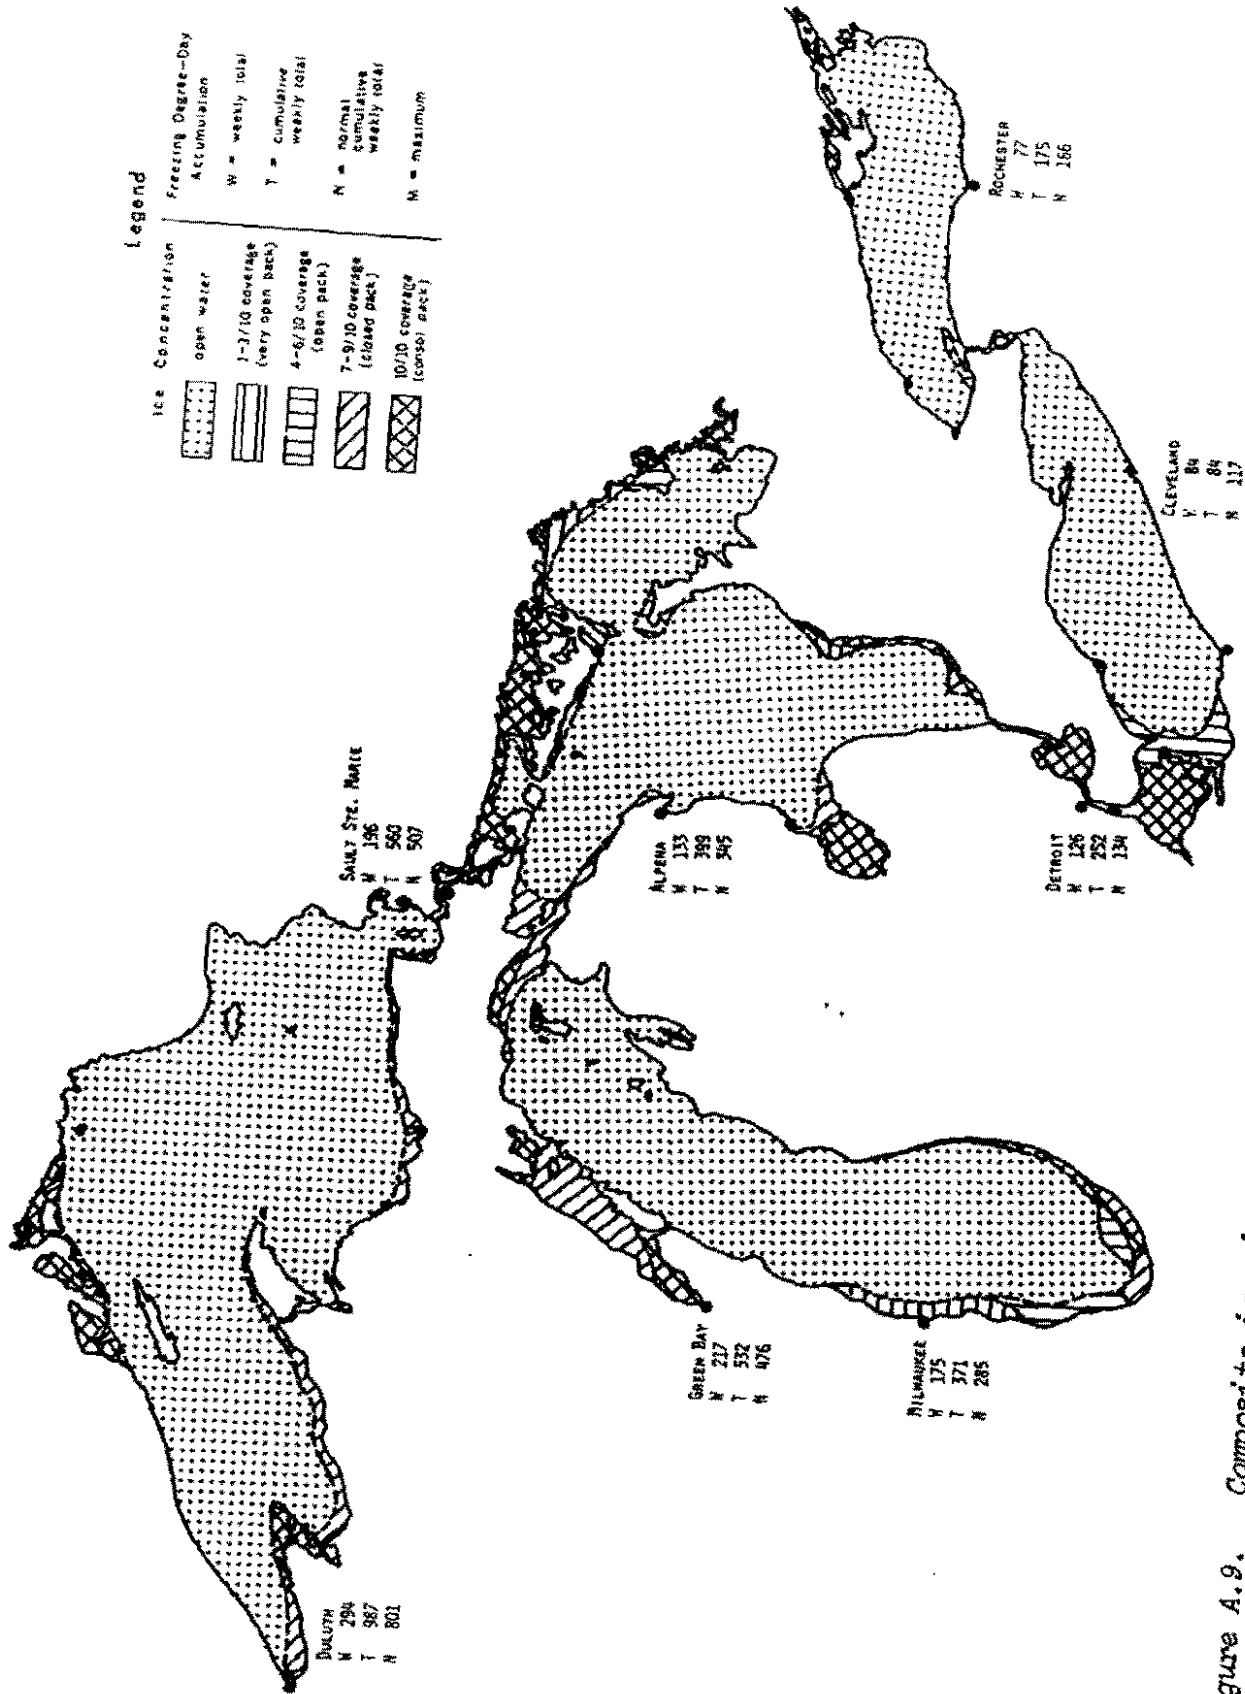 Legend
Ice Concentration
open water
1-3/10 coverage
(very open pack)
4-6/10 coverage
(open pack)
7-9/10 coverage
(closed pack)
10/10 coverage
(consol pack)
Freezing Degree-Day
Accumulation
W = weekly total
T = cumulative
weekly total
N = normal
cumulative
weekly total
M = maximum
DULUTH
W 294
T 987
N 801
SAULT STE. MARIE
W 196
T 560
N 507
GREEN BAY
W 217
T 532
N 476
MILWAUKEE
W 175
T 371
N 285
ALPENA
W 133
T 399
N 345
DETROIT
W 126
T 252
N 134
CLEVELAND
W 84
T 84
N 117
ROCHESTER
W 77
T 175
N 166
gure A.9. Composite